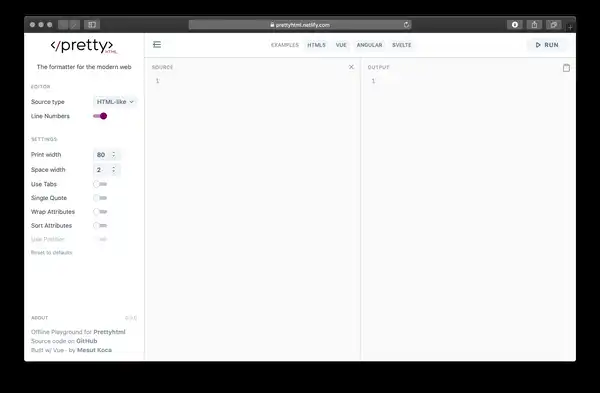 prettyhtml.netlify.com
</pretty>
HTML
The formatter for the modern web
EDITOR
Source type HTML-like
Line Numbers
SETTINGS
Print width 80
Space width 2
Use Tabs
Single Quote
Wrap Attributes
Sort Attributes
Use Prettier
Reset to defaults
ABOUT
Offline Playground for Prettyhtml
Source code on GitHub
Built w/ Vue by Mesut Koca
EXAMPLES HTML5 VUE ANGULAR SVELTE
RUN
SOURCE
1
OUTPUT
1